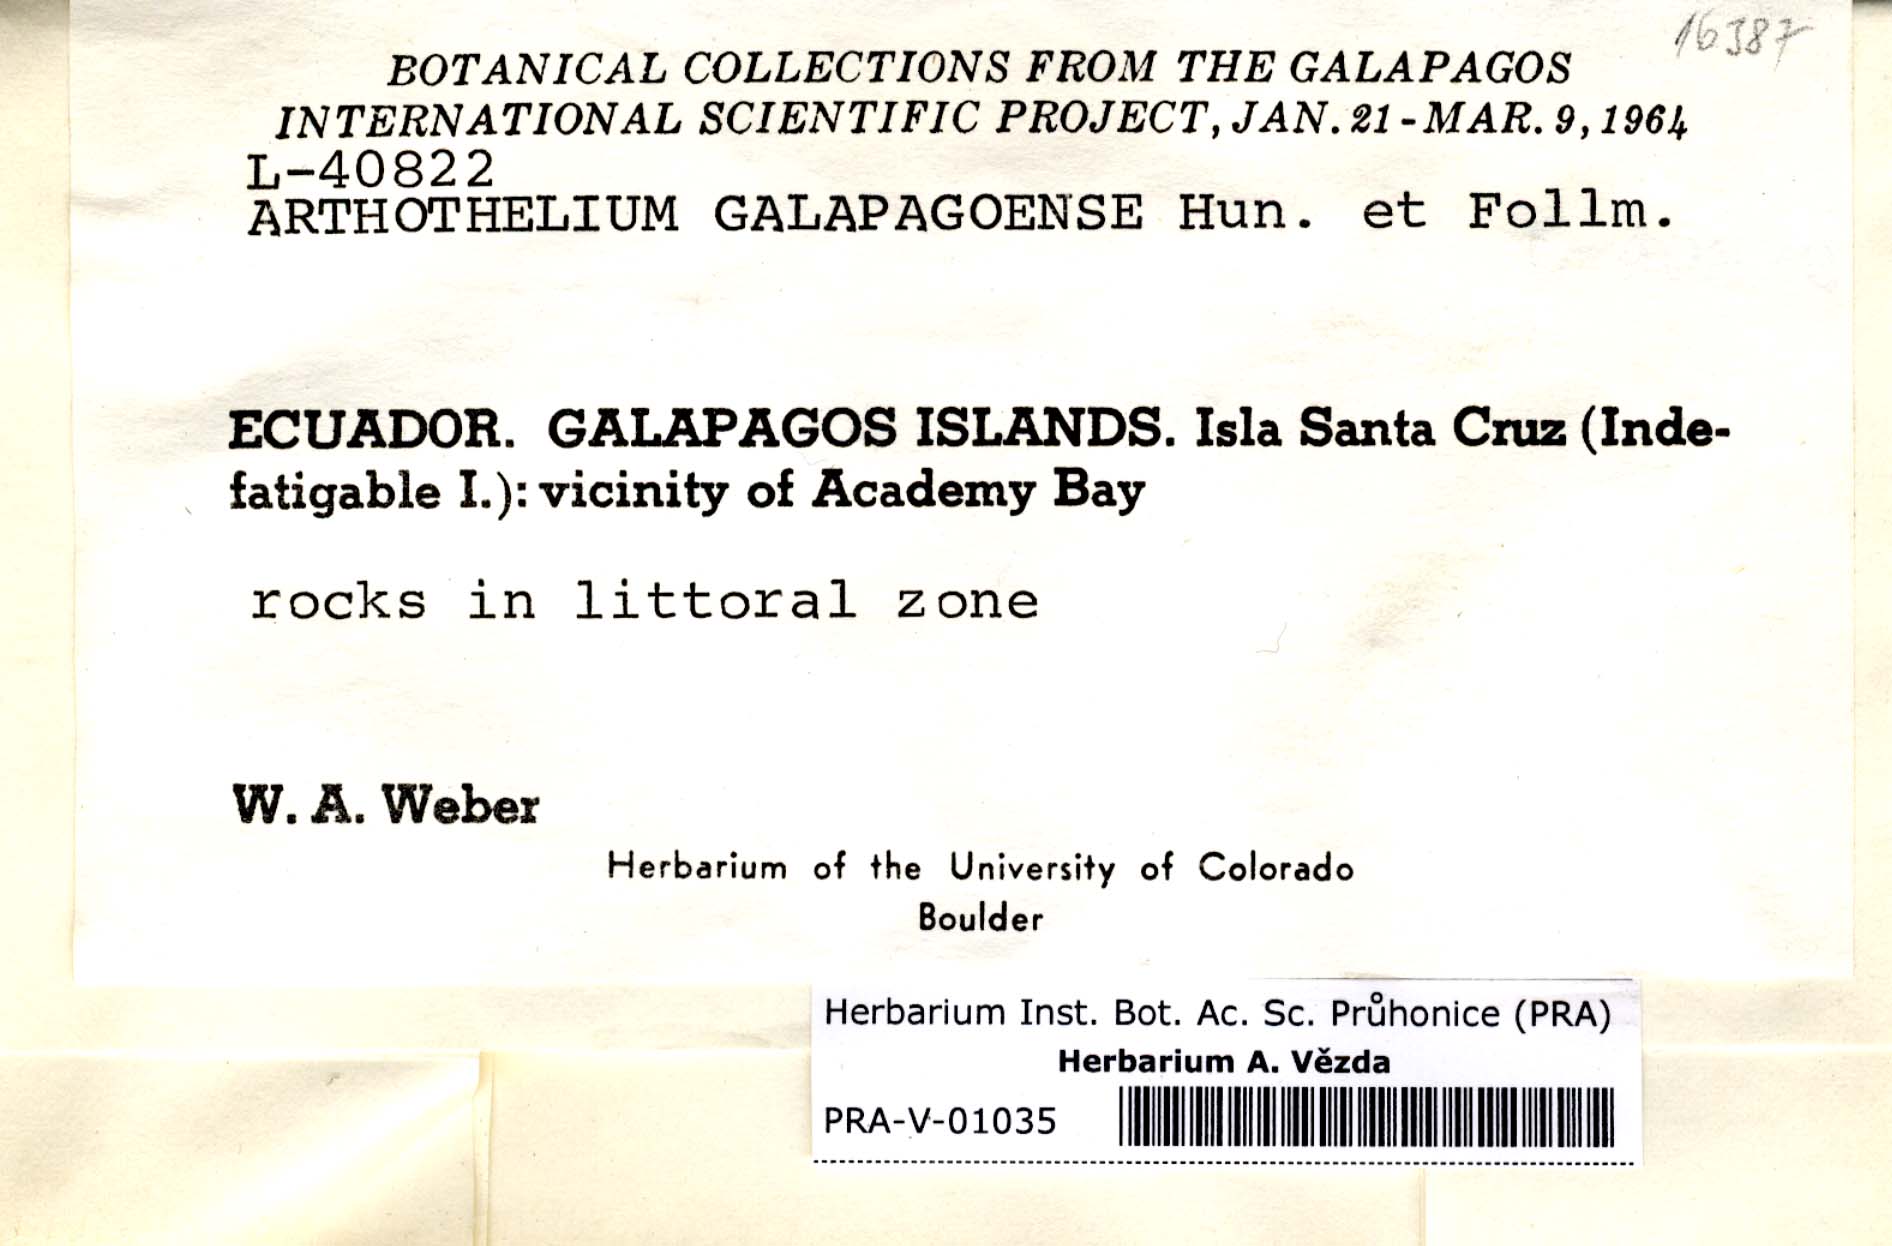 16387
BOTANICAL COLLECTIONS FROM THE GALAPAGOS
INTERNATIONAL SCIENTIFIC PROJECT, JAN. 21 - MAR. 9, 1964
L-40822
ARTHOTHELIUM GALAPAGOENSE Hun. et Follm.
ECUADOR. GALAPAGOS ISLANDS. Isla Santa Cruz (Inde-
fatigable I.): vicinity of Academy Bay
rocks in littoral zone
W. A. Weber
Herbarium of the University of Colorado
Boulder
Herbarium Inst. Bot. Ac. Sc. Průhonice (PRA)
Herbarium A. Vězda
PRA-V-01035